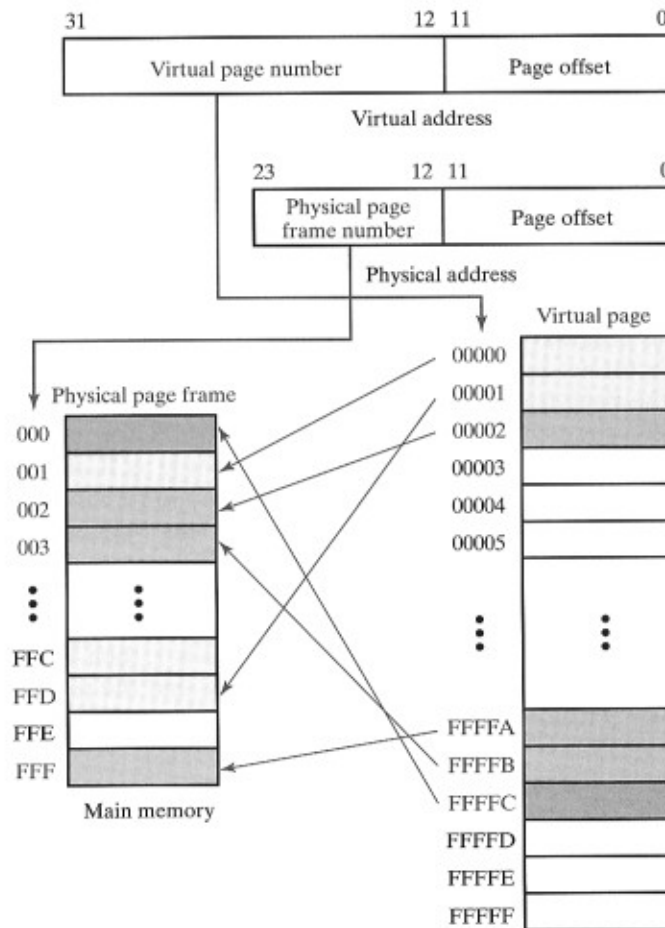 31 12 11 0
Virtual page number Page offset
Virtual address
23 12 11 0
Physical page
frame number
Page offset
Physical address
Virtual page
00000
00001
00002
00003
00004
00005
FFFFA
FFFFB
FFFFC
FFFFD
FFFFE
FFFFF
Physical page frame
000
001
002
003
FFC
FFD
FFE
FFF
Main memory